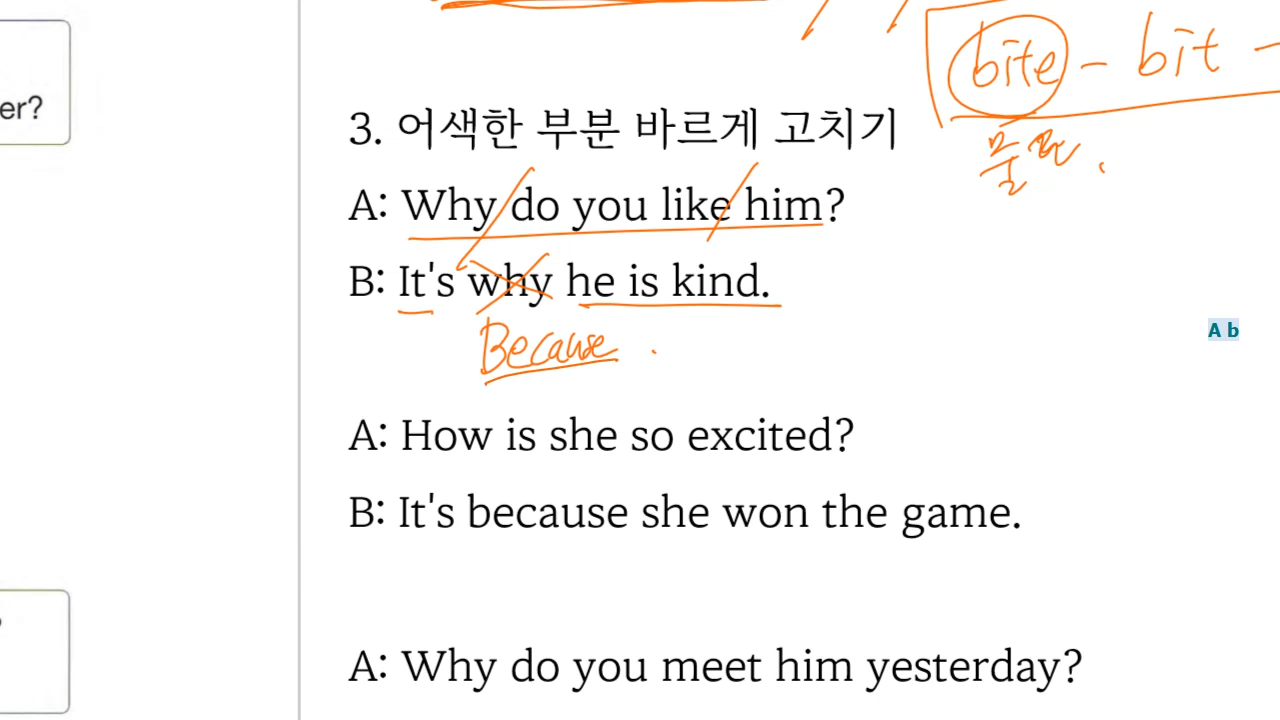 bite - bit -
er?
3. 어색한 부분 바르게 고치기
A: Why do you like him?
B: It's why he is kind.
Because
A b
A: How is she so excited?
B: It's because she won the game.
A: Why do you meet him yesterday?